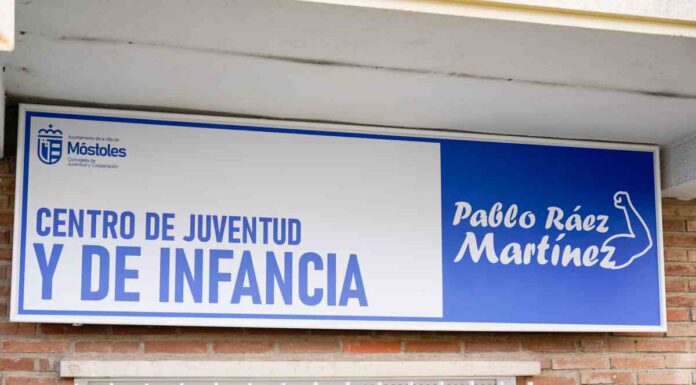 Ayuntamiento de la Villa de
Móstoles
Concejalía de
Juventud y Cooperación
CENTRO DE JUVENTUD
Y DE INFANCIA
Pablo Ráez
Martínez